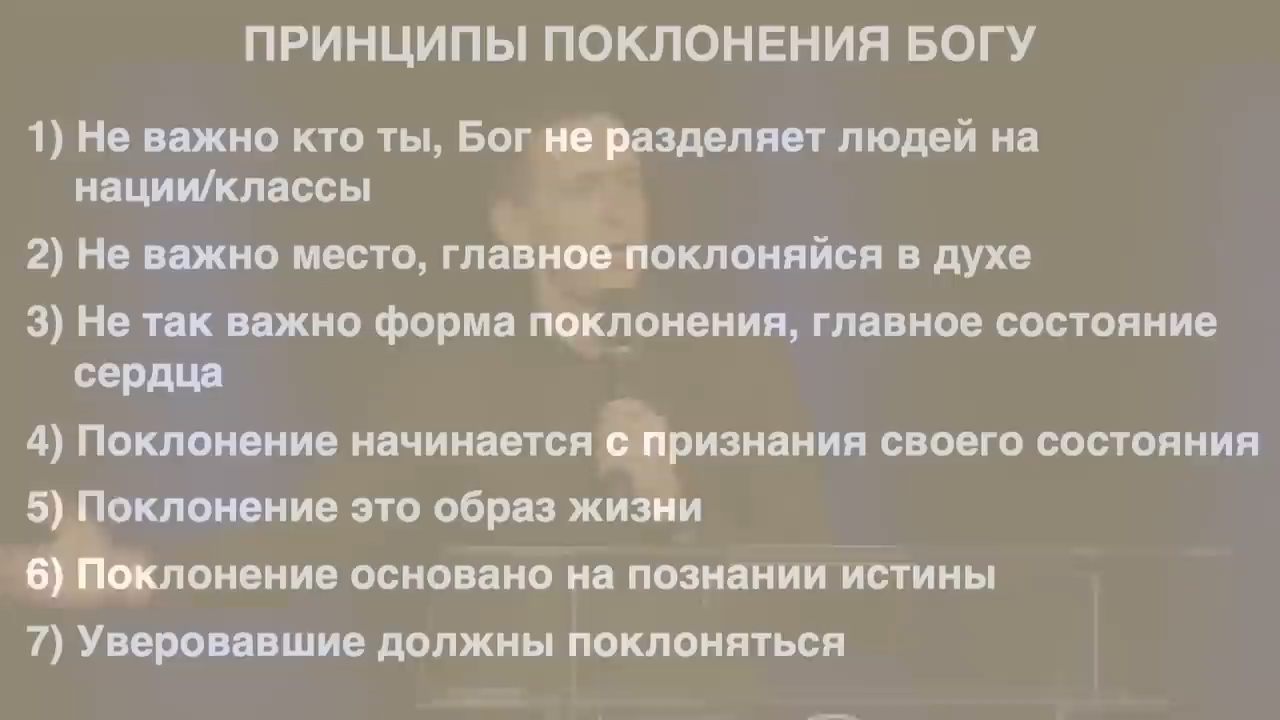 ПРИНЦИПЫ ПОКЛОНЕНИЯ БОГУ
1) Не важно кто ты, Бог не разделяет людей на
нации/классы
2) Не важно место, главное поклоняйся в духе
3) Не так важно форма поклонения, главное состояние
сердца
4) Поклонение начинается с признания своего состояния
5) Поклонение это образ жизни
6) Поклонение основано на познании истины
7) Уверовавшие должны поклоняться